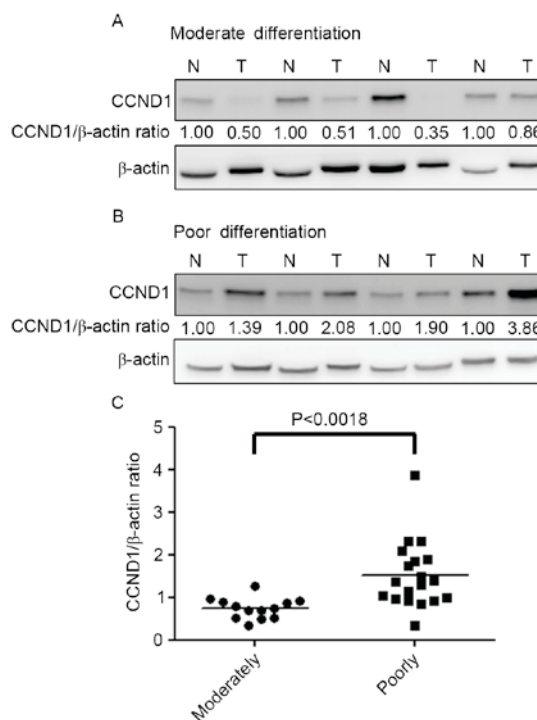 A
Moderate differentiation
N T N T N T N T
CCND1
CCND1/β-actin ratio 1.00 0.50 1.00 0.51 1.00 0.35 1.00 0.86
β-actin
B
Poor differentiation
N T N T N T N T
CCND1
CCND1/β-actin ratio 1.00 1.39 1.00 2.08 1.00 1.90 1.00 3.86
β-actin
C
P<0.0018
CCND1/β-actin ratio
5
4
3
2
1
0
Moderately
Poorly